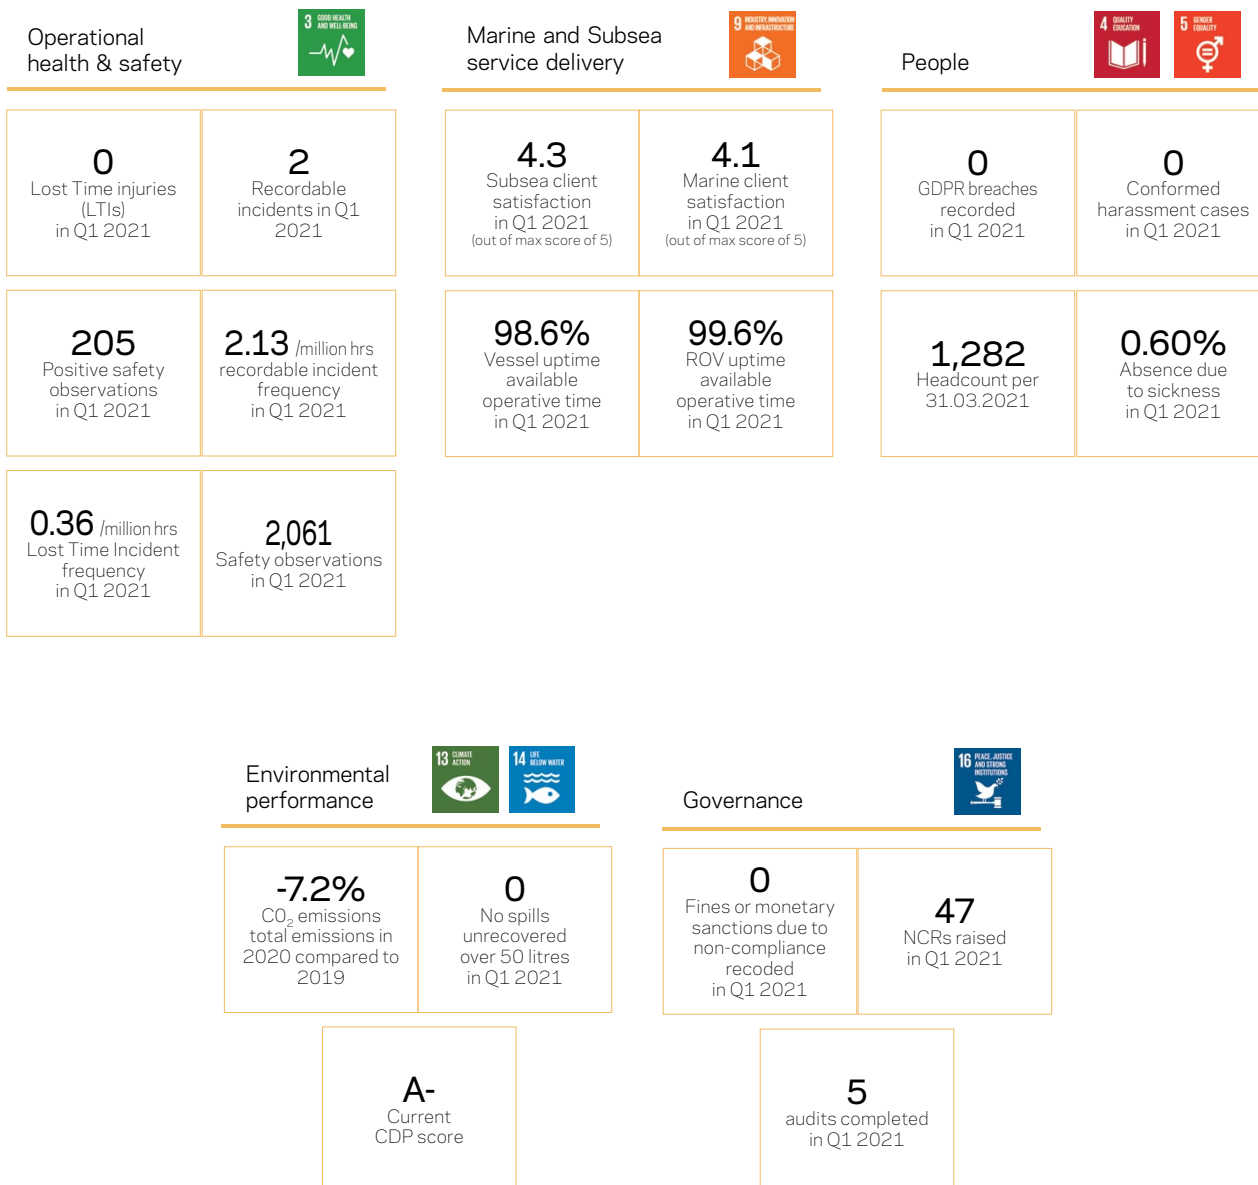 Operational
health & safety
3 GOOD HEALTH
AND WELL-BEING
0
Lost Time injuries
(LTIs)
in Q1 2021
2
Recordable
incidents in Q1
2021
205
Positive safety
observations
in Q1 2021
2.13 /million hrs
recordable incident
frequency
in Q1 2021
0.36 /million hrs
Lost Time Incident
frequency
in Q1 2021
2,061
Safety observations
in Q1 2021
Marine and Subsea
service delivery
9 INDUSTRY, INNOVATION
AND INFRASTRUCTURE
4.3
Subsea client
satisfaction
in Q1 2021
(out of max score of 5)
4.1
Marine client
satisfaction
in Q1 2021
(out of max score of 5)
98.6%
Vessel uptime
available
operative time
in Q1 2021
99.6%
ROV uptime
available
operative time
in Q1 2021
People
4 QUALITY
EDUCATION
5 GENDER
EQUALITY
0
GDPR breaches
recorded
in Q1 2021
0
Conformed
harassment cases
in Q1 2021
1,282
Headcount per
31.03.2021
0.60%
Absence due
to sickness
in Q1 2021
Environmental
performance
13 CLIMATE
ACTION
14 LIFE
BELOW WATER
-7.2%
CO₂ emissions
total emissions in
2020 compared to
2019
0
No spills
unrecovered
over 50 litres
in Q1 2021
A-
Current
CDP score
Governance
16 PEACE, JUSTICE
AND STRONG
INSTITUTIONS
0
Fines or monetary
sanctions due to
non-compliance
recoded
in Q1 2021
47
NCRs raised
in Q1 2021
5
audits completed
in Q1 2021